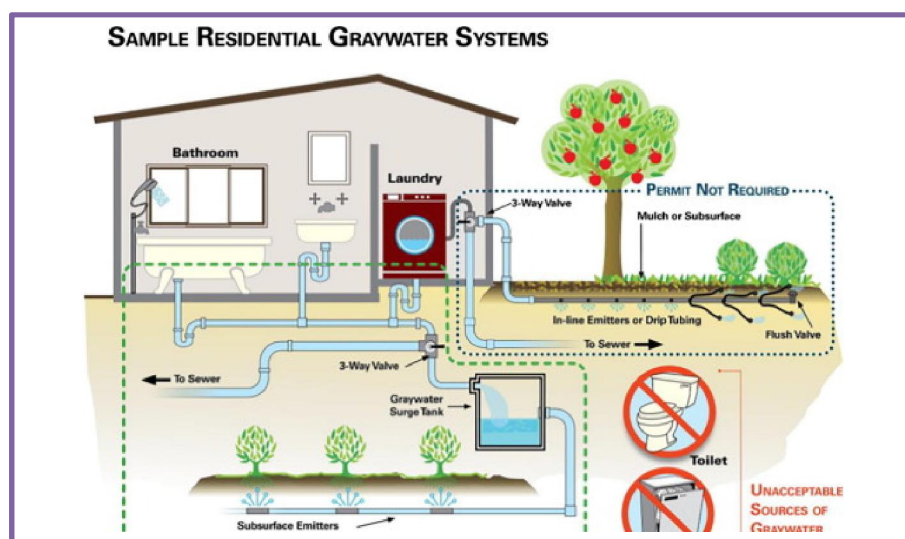 SAMPLE RESIDENTIAL GRAYWATER SYSTEMS
Bathroom
Laundry
3-Way Valve
PERMIT NOT REQUIRED
Mulch or Subsurface
In-line Emitters or Drip Tubing
Flush Valve
To Sewer
To Sewer
3-Way Valve
Graywater
Surge Tank
Subsurface Emitters
Toilet
UNACCEPTABLE
SOURCES OF
GRAYWATER